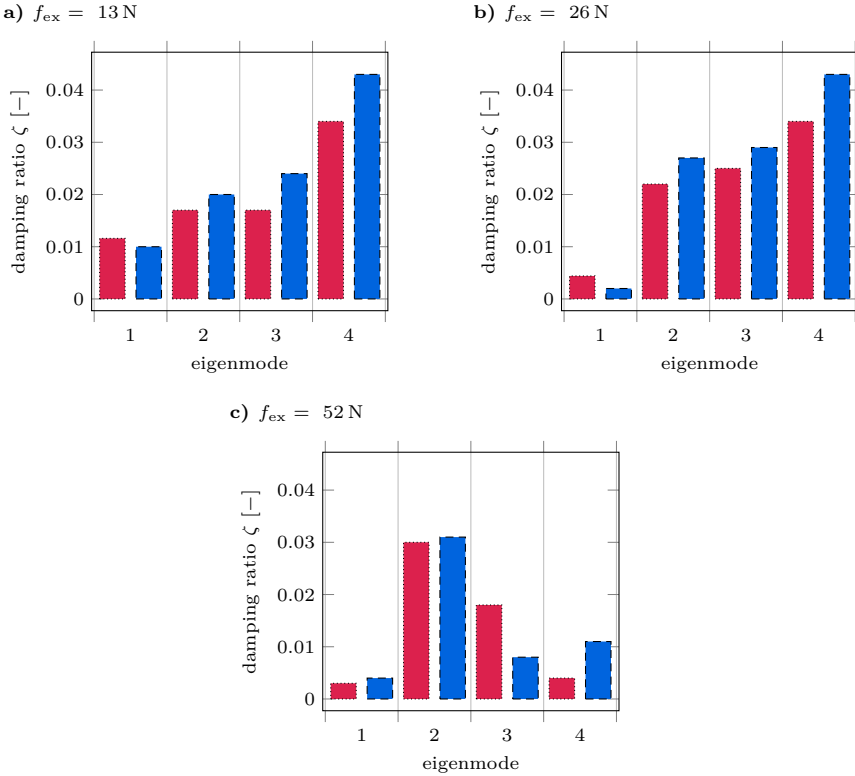 a) f_ex = 13 N
damping ratio ζ [−]
0.04
0.03
0.02
0.01
0
1 2 3 4
eigenmode
b) f_ex = 26 N
damping ratio ζ [−]
0.04
0.03
0.02
0.01
0
1 2 3 4
eigenmode
c) f_ex = 52 N
damping ratio ζ [−]
0.04
0.03
0.02
0.01
0
1 2 3 4
eigenmode